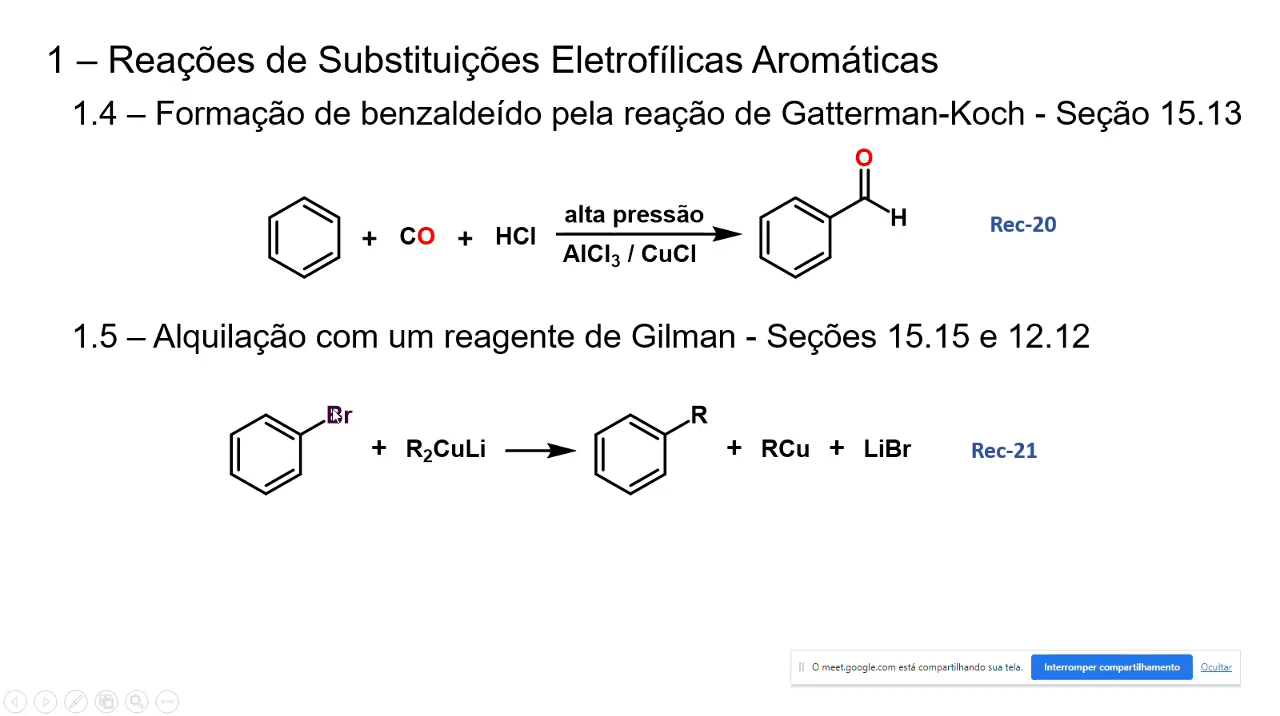 1 – Reações de Substituições Eletrofílicas Aromáticas
1.4 – Formação de benzaldeído pela reação de Gatterman-Koch - Seção 15.13
+ CO + HCl alta pressão AlCl₃ / CuCl O H Rec-20
1.5 – Alquilação com um reagente de Gilman - Seções 15.15 e 12.12
Br + R₂CuLi R + RCu + LiBr Rec-21
O meet.google.com está compartilhando sua tela. Interromper compartilhamento Ocultar